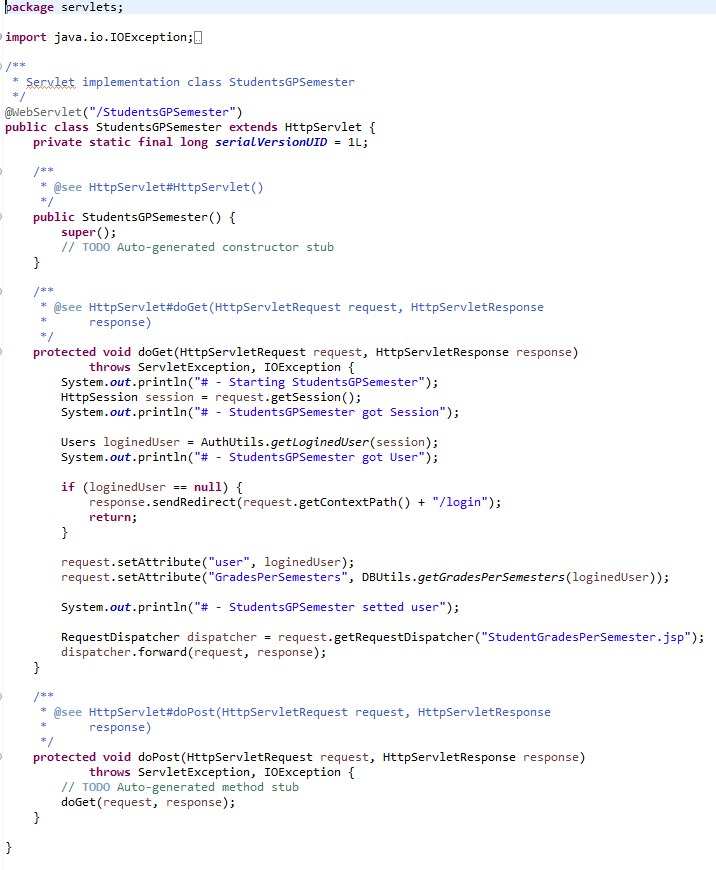 package servlets;
import java.io.IOException;
/**
 * Servlet implementation class StudentsGPSemester
 */
@WebServlet("/StudentsGPSemester")
public class StudentsGPSemester extends HttpServlet {
    private static final long serialVersionUID = 1L;
    /**
     * @see HttpServlet#HttpServlet()
     */
    public StudentsGPSemester() {
        super();
        // TODO Auto-generated constructor stub
    }
    /**
     * @see HttpServlet#doGet(HttpServletRequest request, HttpServletResponse
     *      response)
     */
    protected void doGet(HttpServletRequest request, HttpServletResponse response)
            throws ServletException, IOException {
        System.out.println("# - Starting StudentsGPSemester");
        HttpSession session = request.getSession();
        System.out.println("# - StudentsGPSemester got Session");
        Users loginedUser = AuthUtils.getLoginedUser(session);
        System.out.println("# - StudentsGPSemester got User");
        if (loginedUser == null) {
            response.sendRedirect(request.getContextPath() + "/login");
            return;
        }
        request.setAttribute("user", loginedUser);
        request.setAttribute("GradesPerSemesters", DBUtils.getGradesPerSemesters(loginedUser));
        System.out.println("# - StudentsGPSemester setted user");
        RequestDispatcher dispatcher = request.getRequestDispatcher("StudentGradesPerSemester.jsp");
        dispatcher.forward(request, response);
    }
    /**
     * @see HttpServlet#doPost(HttpServletRequest request, HttpServletResponse
     *      response)
     */
    protected void doPost(HttpServletRequest request, HttpServletResponse response)
            throws ServletException, IOException {
        // TODO Auto-generated method stub
        doGet(request, response);
    }
}